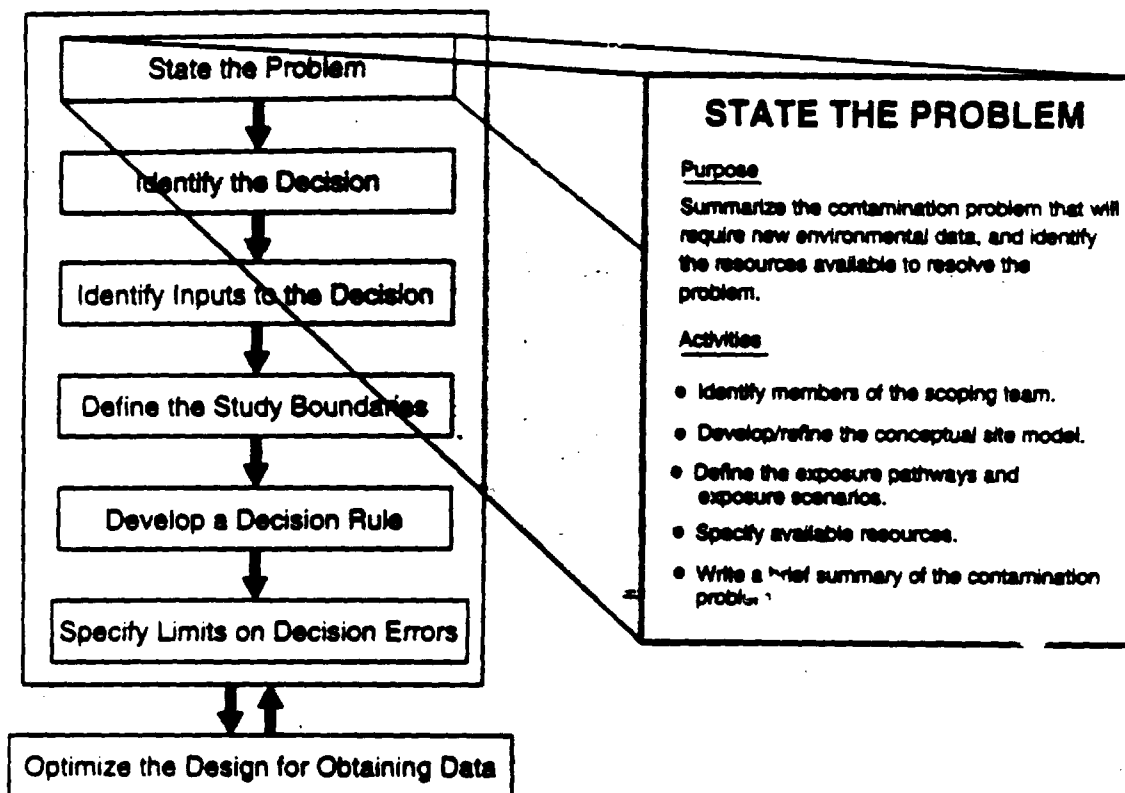 State the Problem
Identify the Decision
Identify Inputs to the Decision
Define the Study Boundaries
Develop a Decision Rule
Specify Limits on Decision Errors
Optimize the Design for Obtaining Data
STATE THE PROBLEM
Purpose
Summarize the contamination problem that will
require new environmental data, and identify
the resources available to resolve the
problem.
Activities
• Identify members of the scoping team.
• Develop/refine the conceptual site model.
• Define the exposure pathways and
exposure scenarios.
• Specify available resources.
• Write a brief summary of the contamination